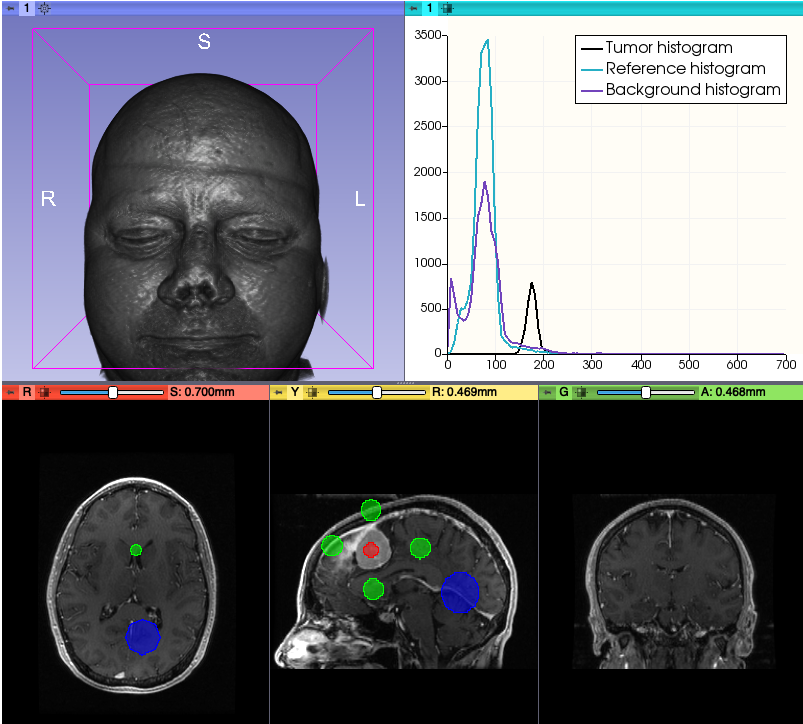 1
1
S
R
L
3500
3000
2500
2000
1500
1000
500
0
0
100
200
300
400
500
600
700
Tumor histogram
Reference histogram
Background histogram
R
S: 0.700mm
Y
R: 0.469mm
G
A: 0.468mm